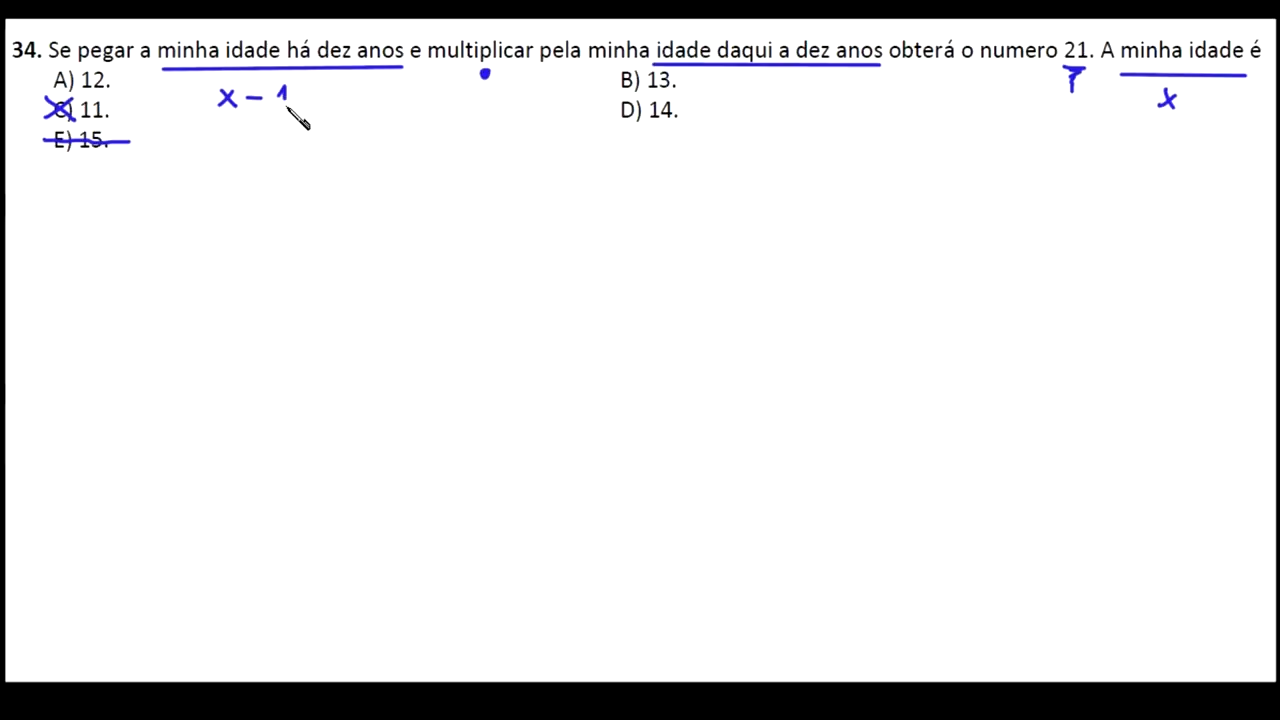 34. Se pegar a minha idade há dez anos e multiplicar pela minha idade daqui a dez anos obterá o numero 21. A minha idade é
A) 12. B) 13.
x - 1 x
C) 11. D) 14.
E) 15.